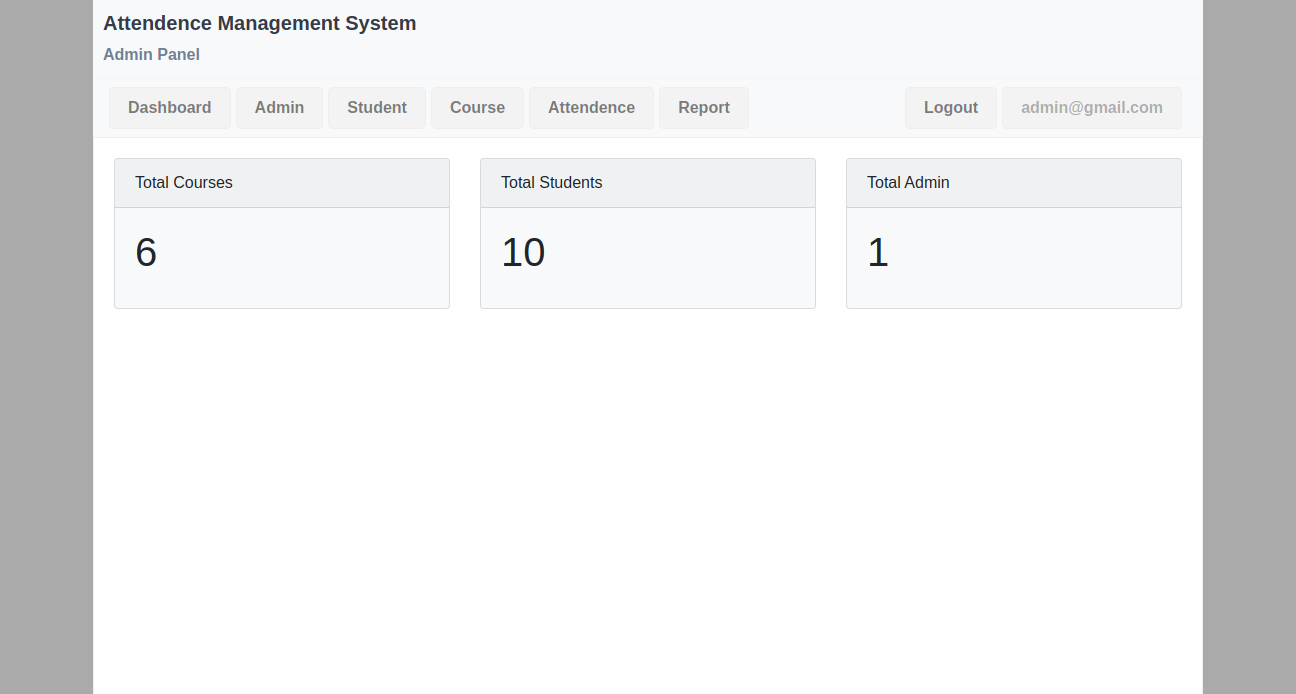 Attendence Management System
Admin Panel
Dashboard Admin Student Course Attendence Report Logout admin@gmail.com
Total Courses Total Students Total Admin
6 10 1